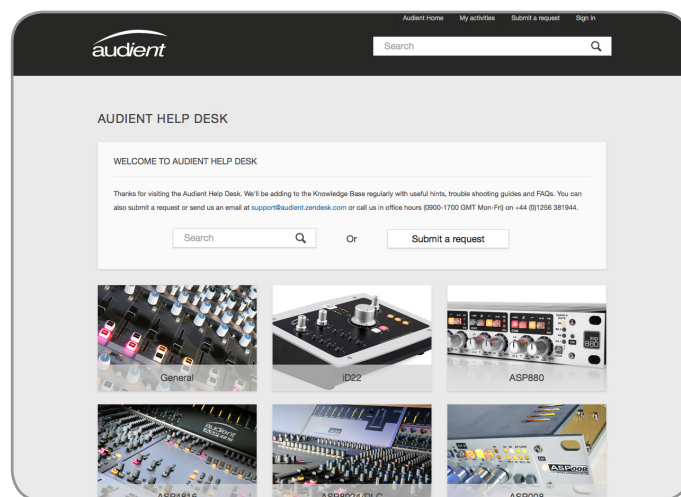 Audient Home My activities Submit a request Sign in
audient
Search
AUDIENT HELP DESK
WELCOME TO AUDIENT HELP DESK
Thanks for visiting the Audient Help Desk. We'll be adding to the Knowledge Base regularly with useful hints, trouble shooting guides and FAQs. You can
also submit a request or send us an email at support@audient.zendesk.com or call us in office hours (0900-1700 GMT Mon-Fri) on +44 (0)1256 381944.
Search Or Submit a request
General iD22 ASP880
ASP4816 ASP8024/DLC ASP008